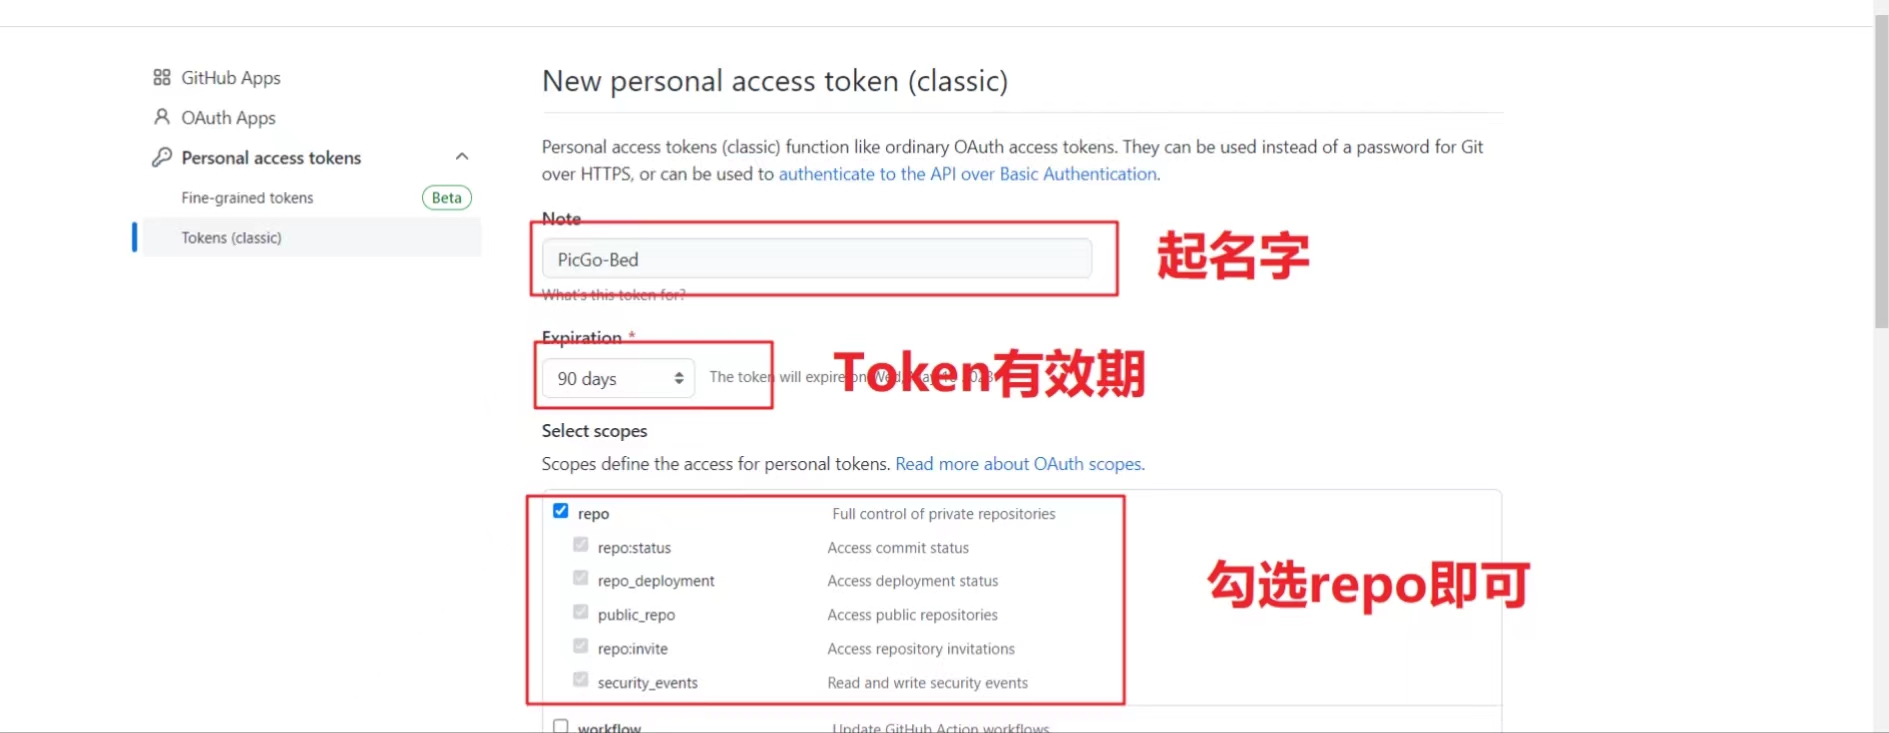 GitHub Apps
OAuth Apps
Personal access tokens
Fine-grained tokens Beta
Tokens (classic)
New personal access token (classic)
Personal access tokens (classic) function like ordinary OAuth access tokens. They can be used instead of a password for Git
over HTTPS, or can be used to authenticate to the API over Basic Authentication.
Note
PicGo-Bed
起名字
What's this token for?
Expiration *
90 days
The token will expire on Wed,
Token有效期
Select scopes
Scopes define the access for personal tokens. Read more about OAuth scopes.
repo Full control of private repositories
repo:status Access commit status
repo_deployment Access deployment status
public_repo Access public repositories
repo:invite Access repository invitations
security_events Read and write security events
勾选repo即可
workflow Update GitHub Action workflows